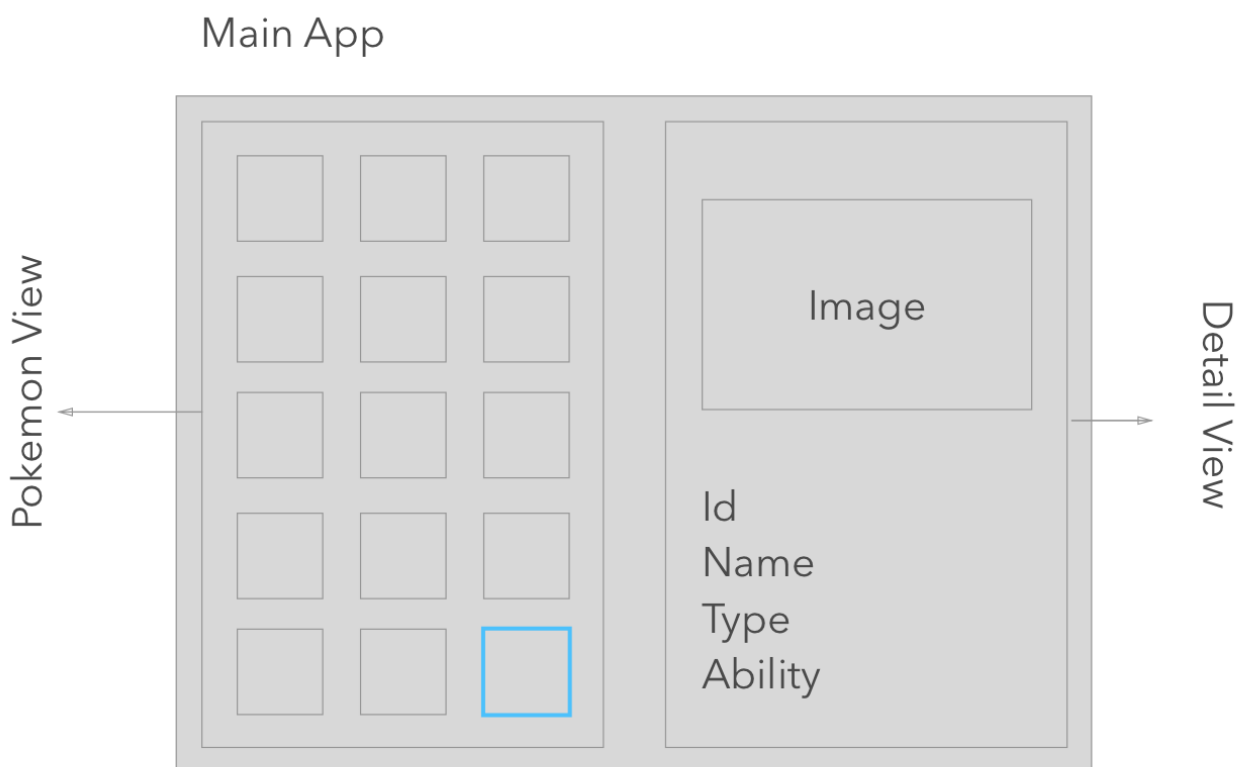 Main App
Pokemon View
Image
Id
Name
Type
Ability
Detail View